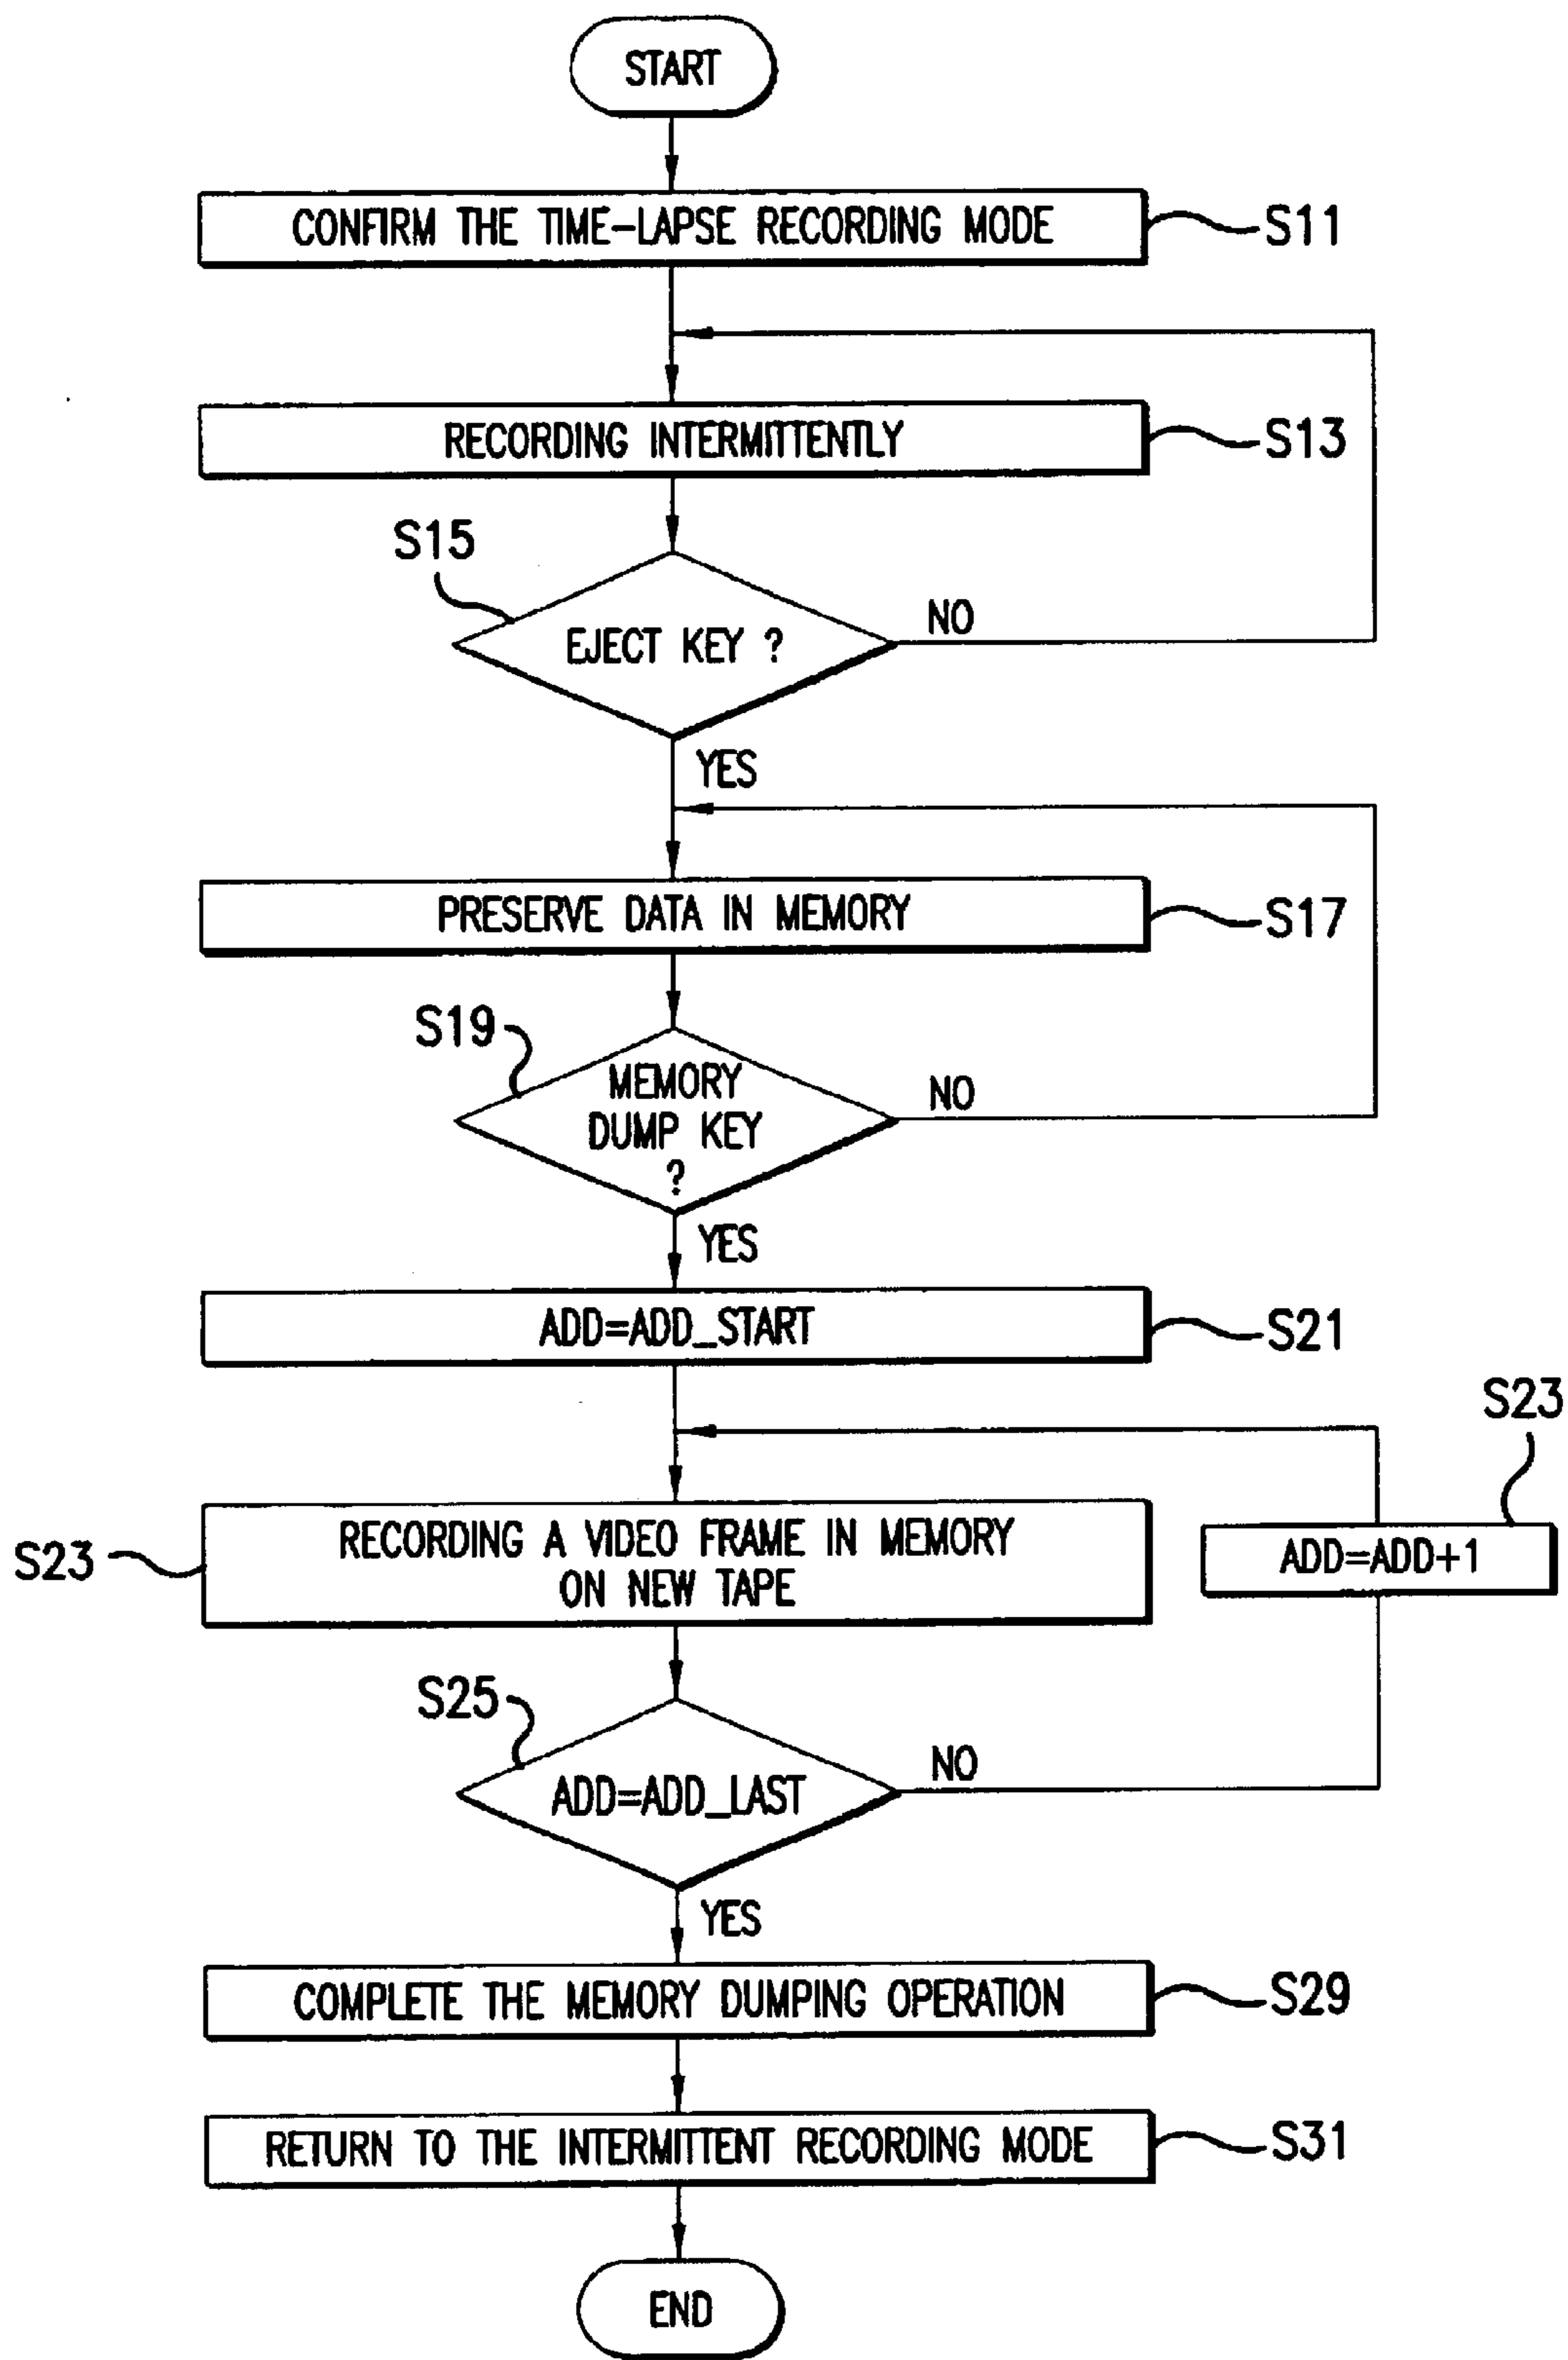 START
CONFIRM THE TIME-LAPSE RECORDING MODE
S11
RECORDING INTERMITTENTLY
S13
S15
EJECT KEY ?
NO
YES
PRESERVE DATA IN MEMORY
S17
S19
MEMORY
DUMP KEY
?
NO
YES
ADD=ADD_START
S21
S23
S23
RECORDING A VIDEO FRAME IN MEMORY
ON NEW TAPE
ADD=ADD+1
S25
ADD=ADD_LAST
NO
YES
COMPLETE THE MEMORY DUMPING OPERATION
S29
RETURN TO THE INTERMITTENT RECORDING MODE
S31
END